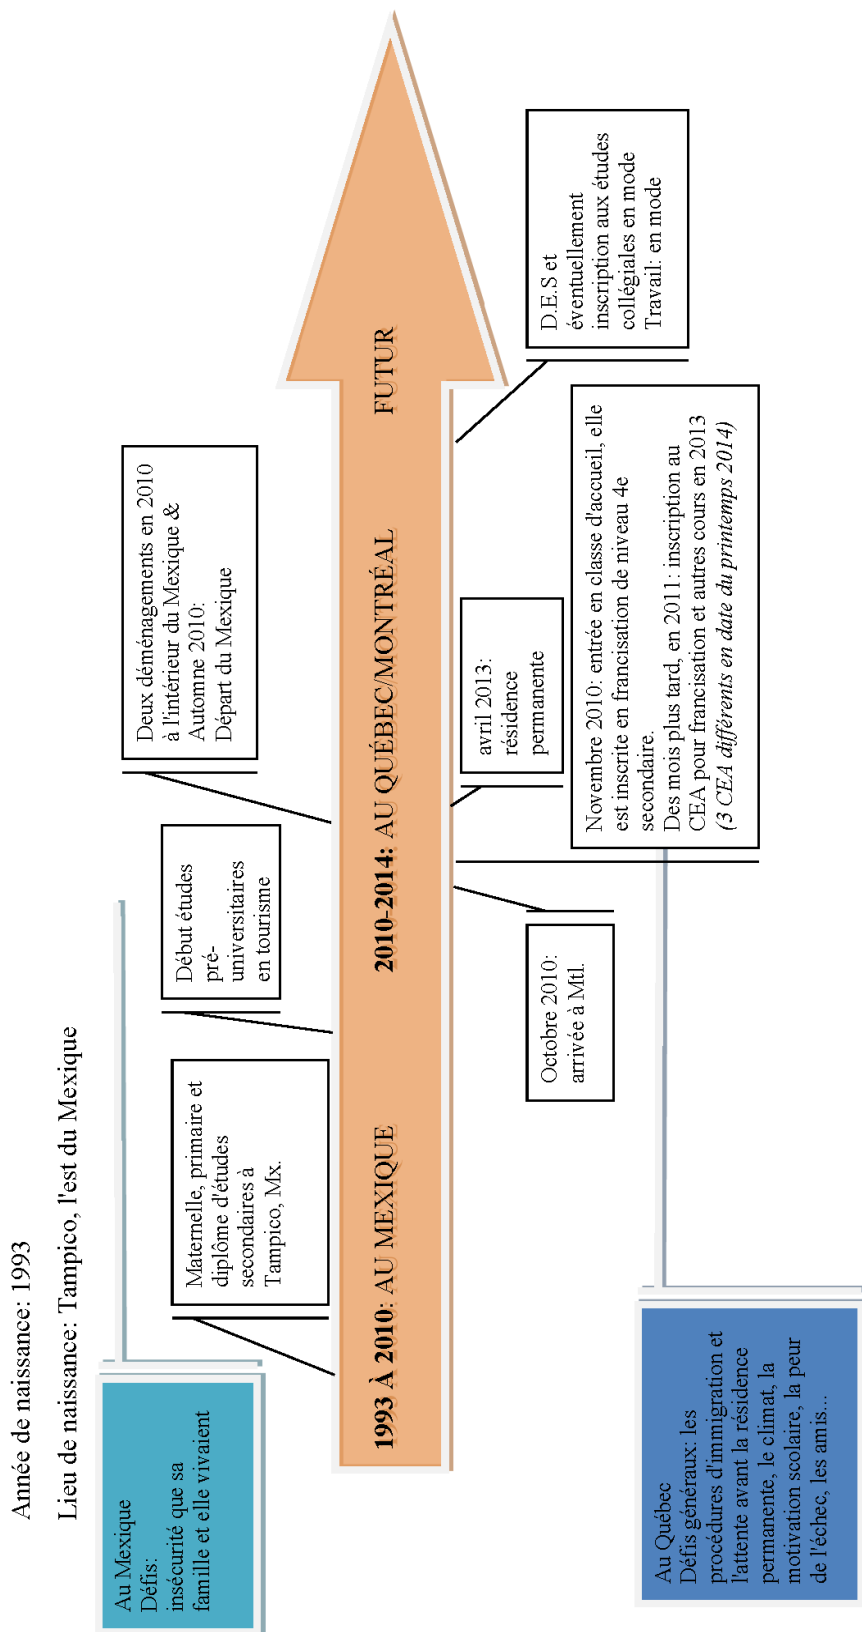 Année de naissance: 1993
Lieu de naissance: Tampico, l'est du Mexique
Au Mexique
Défis:
insécurité que sa
famille et elle vivaient
Maternelle, primaire et
diplôme d'études
secondaires à
Tampico, Mx.
Début études
pré-
universitaires
en tourisme
Deux déménagements en 2010
à l'intérieur du Mexique &
Automne 2010:
Départ du Mexique
1993 À 2010: AU MEXIQUE
2010-2014: AU QUÉBEC/MONTRÉAL
FUTUR
Octobre 2010:
arrivée à Mtl.
avril 2013:
résidence
permanente
Novembre 2010: entrée en classe d'accueil, elle
est inscrite en francisation de niveau 4e
secondaire.
Des mois plus tard, en 2011: inscription au
CEA pour francisation et autres cours en 2013
(3 CEA différents en date du printemps 2014)
D.E.S et
éventuellement
inscription aux études
collégiales en mode
Travail: en mode
Au Québec
Défis généraux: les
procédures d'immigration et
l'attente avant la résidence
permanente, le climat, la
motivation scolaire, la peur
de l'échec, les amis...